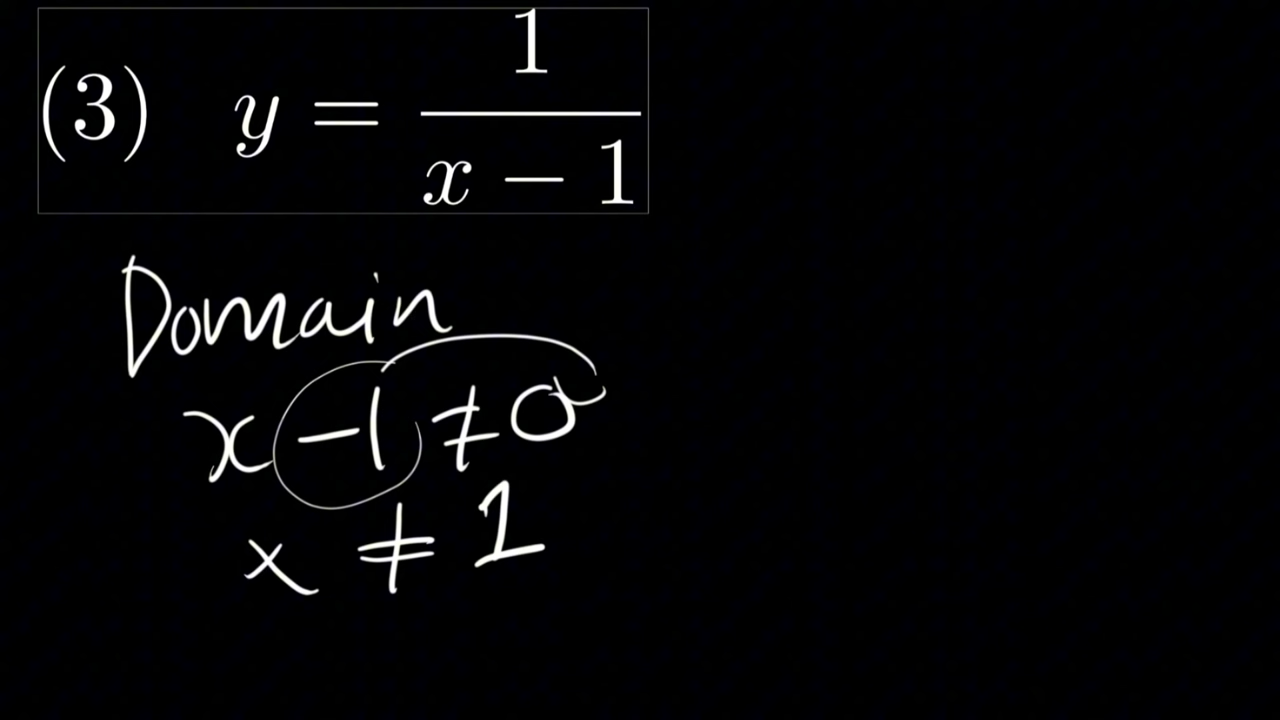 (3) y = 1/(x − 1)
Domain
x − 1 ≠ 0
x ≠ 1